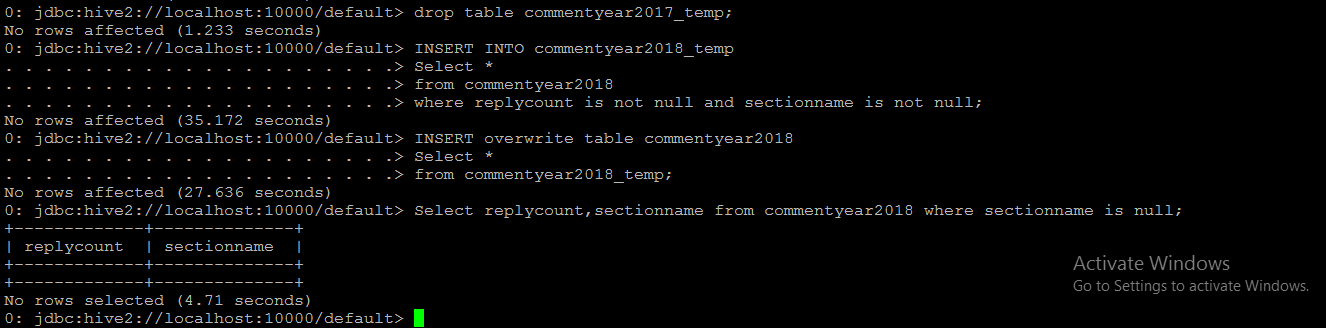 0: jdbc:hive2://localhost:10000/default> drop table commentyear2017_temp;
No rows affected (1.233 seconds)
0: jdbc:hive2://localhost:10000/default> INSERT INTO commentyear2018_temp
. . . . . . . . . . . . . . . . . . . .> Select *
. . . . . . . . . . . . . . . . . . . .> from commentyear2018
. . . . . . . . . . . . . . . . . . . .> where replycount is not null and sectionname is not null;
No rows affected (35.172 seconds)
0: jdbc:hive2://localhost:10000/default> INSERT overwrite table commentyear2018
. . . . . . . . . . . . . . . . . . . .> Select *
. . . . . . . . . . . . . . . . . . . .> from commentyear2018_temp;
No rows affected (27.636 seconds)
0: jdbc:hive2://localhost:10000/default> Select replycount,sectionname from commentyear2018 where sectionname is null;
+-------------+--------------+
| replycount  | sectionname  |
+-------------+--------------+
+-------------+--------------+
No rows selected (4.71 seconds)
0: jdbc:hive2://localhost:10000/default>
Activate Windows
Go to Settings to activate Windows.